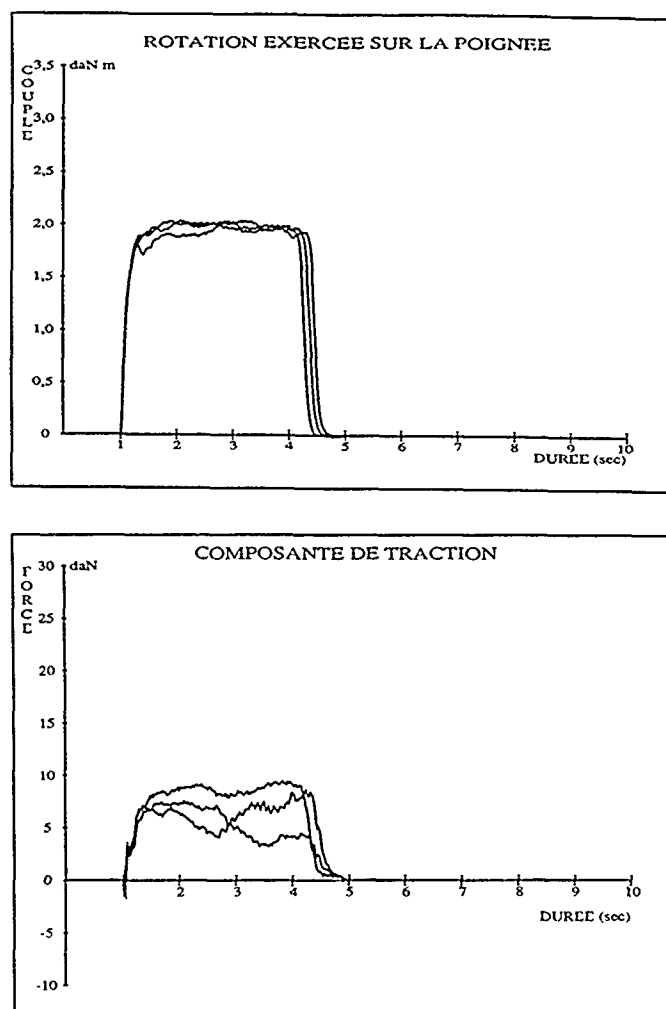 ROTATION EXERCEE SUR LA POIGNEE
COUPLE
daN m
3,5
3,0
2,5
2,0
1,5
1,0
0,5
0
1 2 3 4 5 6 7 8 9 10
DUREE (sec)
COMPOSANTE DE TRACTION
FORCE
daN
30
25
20
15
10
5
0
-5
-10
2 3 4 5 6 7 8 9 10
DUREE (sec)